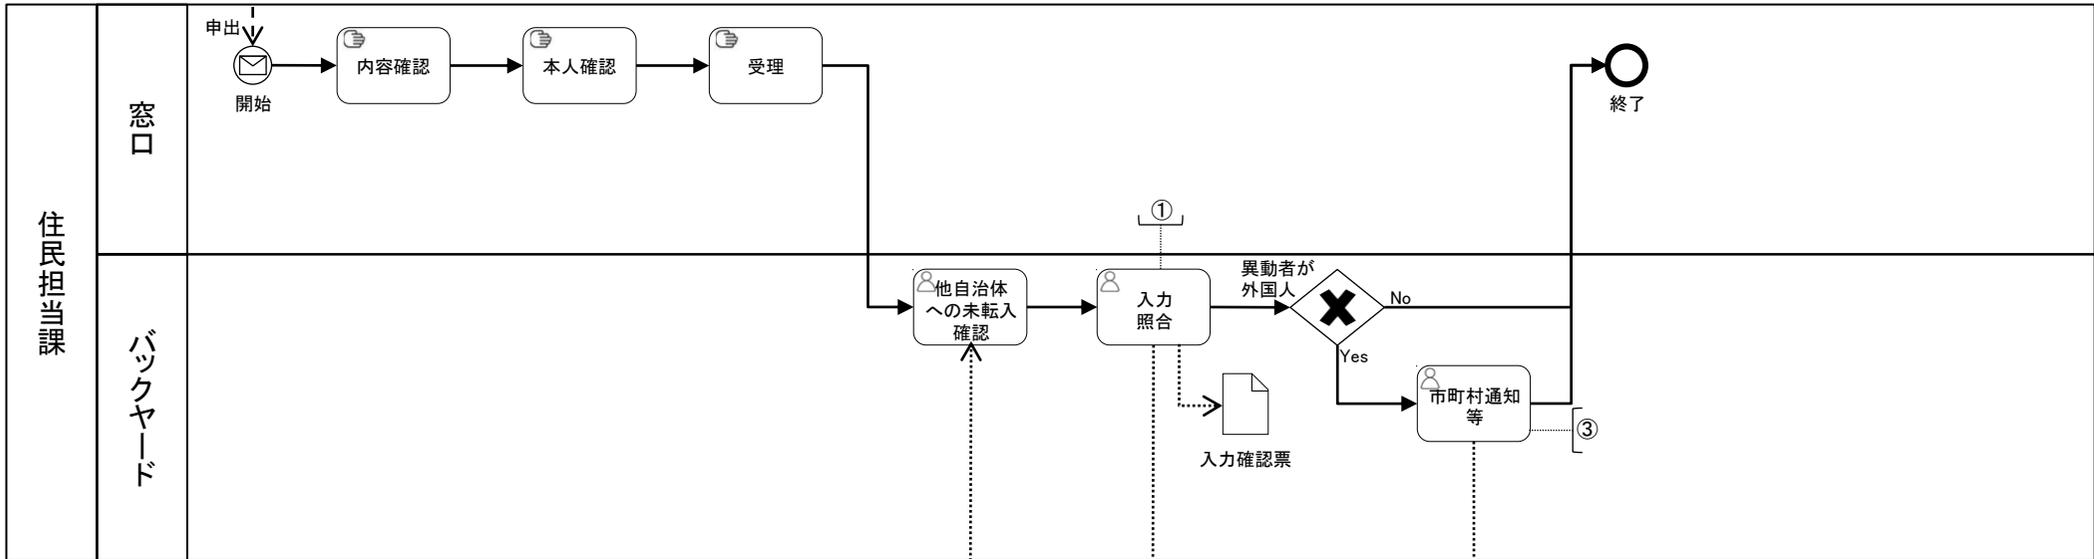 住民担当課
窓口
申出
開始
内容確認
本人確認
受理
終了
バックヤード
他自治体
への未転入
確認
①
入力
照合
入力確認票
異動者が
外国人
No
Yes
市町村通知
等
③